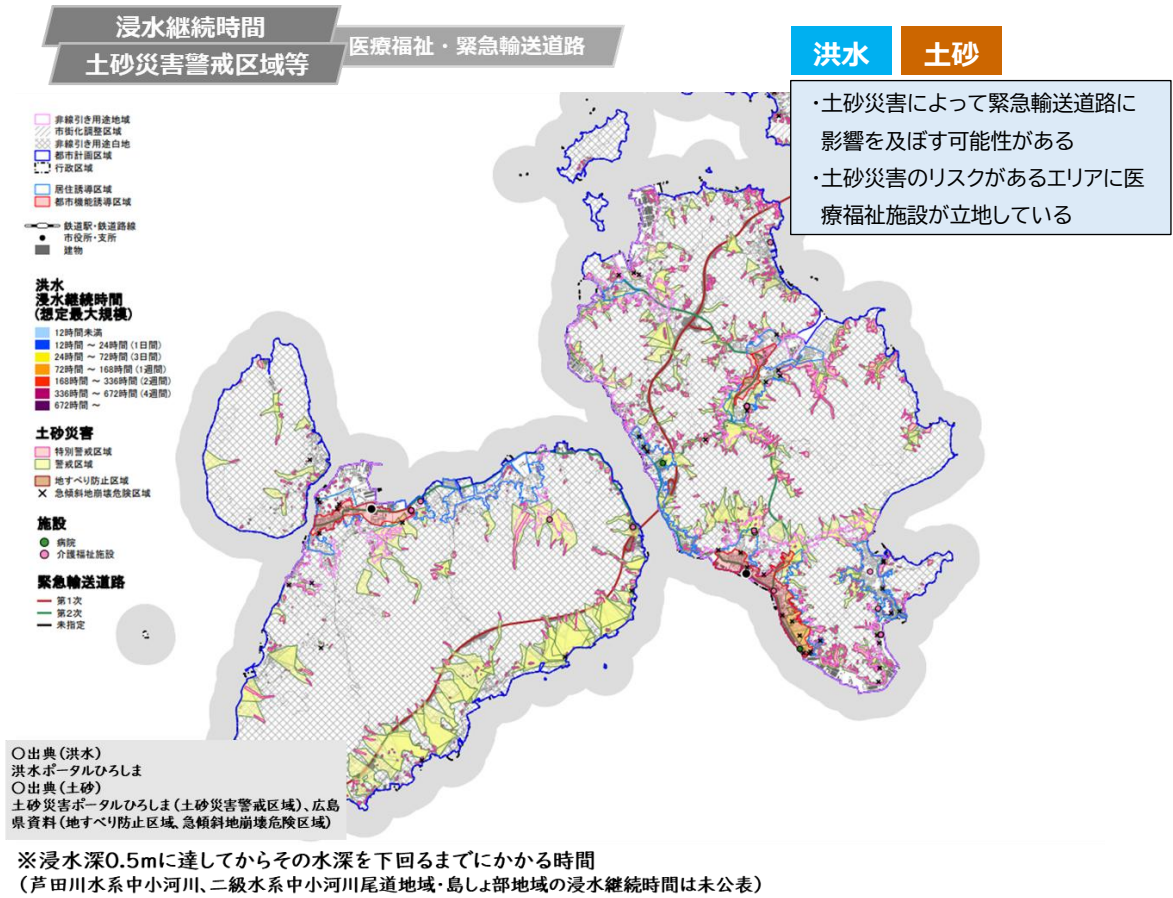 浸水継続時間
土砂災害警戒区域等
医療福祉・緊急輸送道路
洪水
土砂
・土砂災害によって緊急輸送道路に
影響を及ぼす可能性がある
・土砂災害のリスクがあるエリアに医
療福祉施設が立地している
非線引き用途地域
市街化調整区域
非線引き用途白地
都市計画区域
行政区域
居住誘導区域
都市機能誘導区域
鉄道駅・鉄道路線
市役所・支所
建物
洪水
浸水継続時間
(想定最大規模)
12時間未満
12時間 ～ 24時間(1日間)
24時間 ～ 72時間(3日間)
72時間 ～ 168時間(1週間)
168時間 ～ 336時間(2週間)
336時間 ～ 672時間(4週間)
672時間 ～
土砂災害
特別警戒区域
警戒区域
地すべり防止区域
急傾斜地崩壊危険区域
施設
病院
介護福祉施設
緊急輸送道路
第1次
第2次
未指定
○出典(洪水)
洪水ポータルひろしま
○出典(土砂)
土砂災害ポータルひろしま(土砂災害警戒区域)、広島
県資料(地すべり防止区域、急傾斜地崩壊危険区域)
※浸水深0.5mに達してからその水深を下回るまでにかかる時間
(芦田川水系中小河川、二級水系中小河川尾道地域・島しょ部地域の浸水継続時間は未公表)